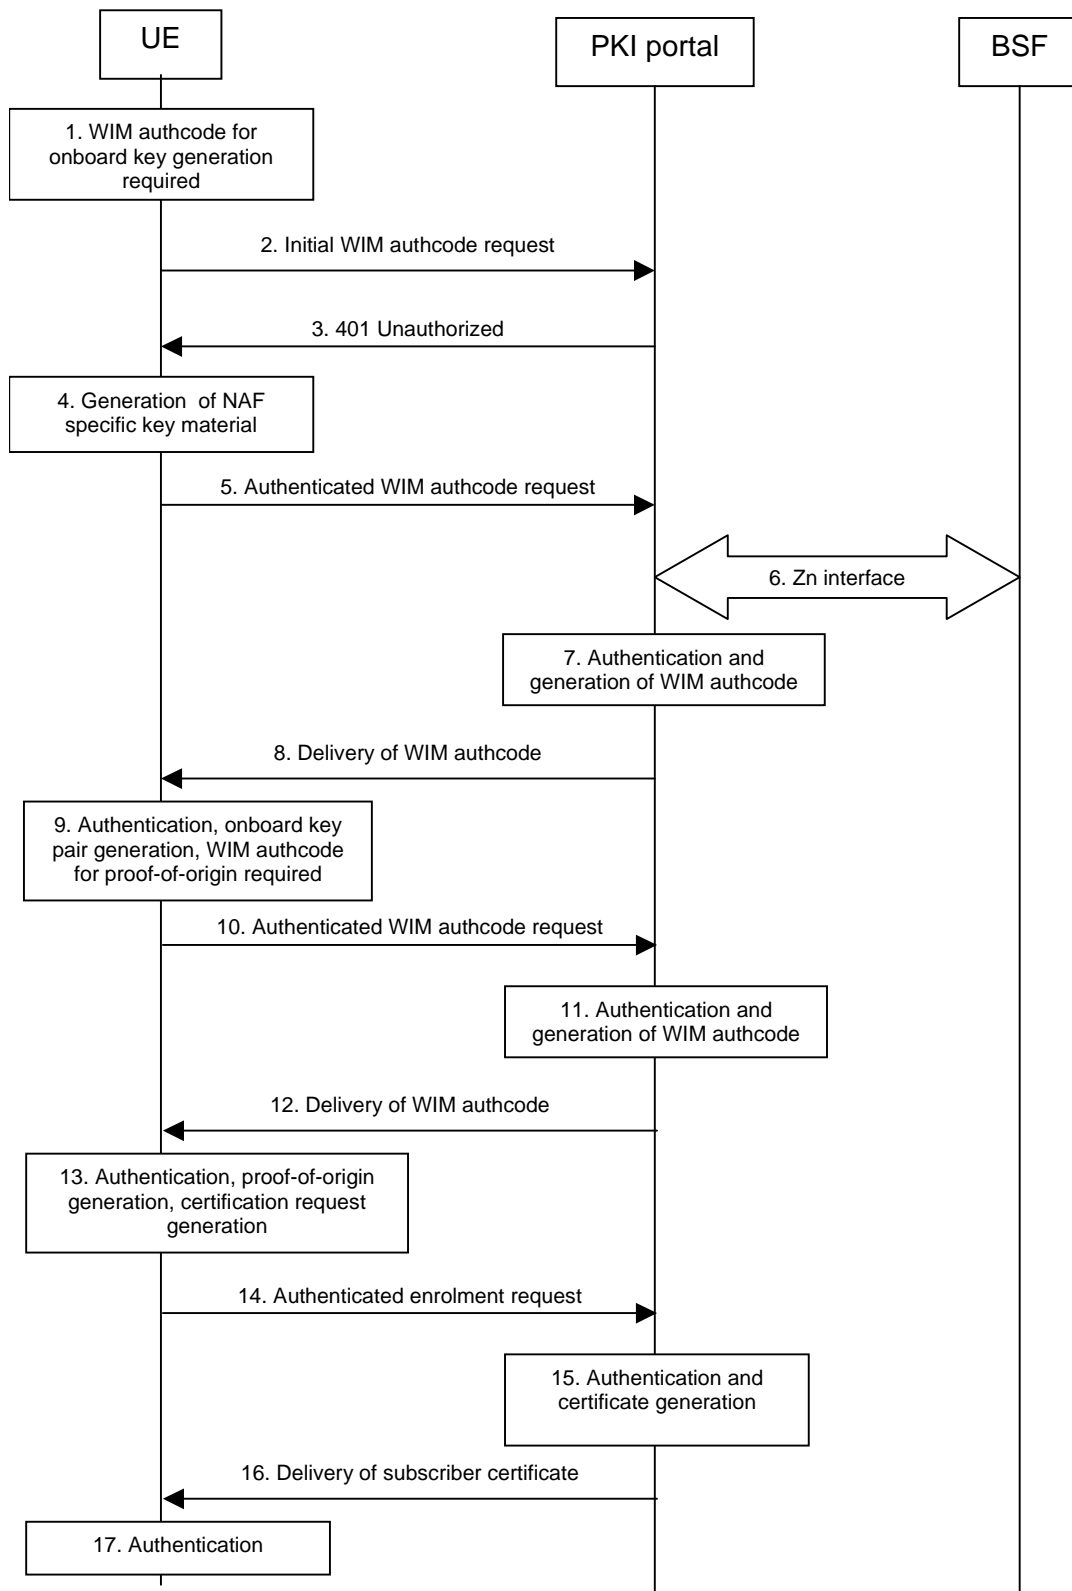 UE
PKI portal
BSF
1. WIM authcode for
onboard key generation
required
2. Initial WIM authcode request
3. 401 Unauthorized
4. Generation of NAF
specific key material
5. Authenticated WIM authcode request
6. Zn interface
7. Authentication and
generation of WIM authcode
8. Delivery of WIM authcode
9. Authentication, onboard key
pair generation, WIM authcode
for proof-of-origin required
10. Authenticated WIM authcode request
11. Authentication and
generation of WIM authcode
12. Delivery of WIM authcode
13. Authentication, proof-of-origin
generation, certification request
generation
14. Authenticated enrolment request
15. Authentication and
certificate generation
16. Delivery of subscriber certificate
17. Authentication